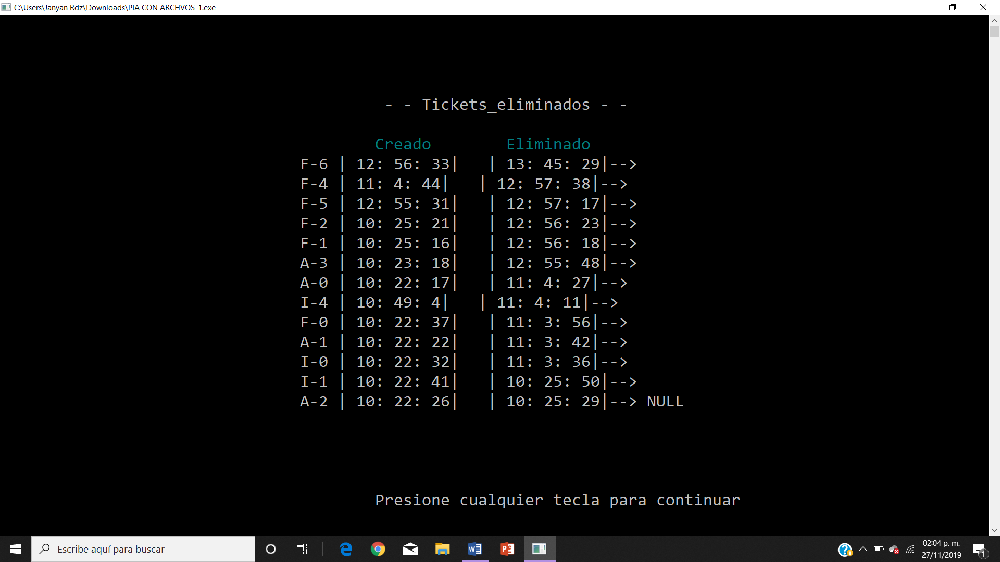 C:\Users\Janyan Rdz\Downloads\PIA CON ARCHVOS_1.exe
- - Tickets_eliminados - -
Creado Eliminado
F-6 | 12: 56: 33| | 13: 45: 29|-->
F-4 | 11: 4: 44| | 12: 57: 38|-->
F-5 | 12: 55: 31| | 12: 57: 17|-->
F-2 | 10: 25: 21| | 12: 56: 23|-->
F-1 | 10: 25: 16| | 12: 56: 18|-->
A-3 | 10: 23: 18| | 12: 55: 48|-->
A-0 | 10: 22: 17| | 11: 4: 27|-->
I-4 | 10: 49: 4| | 11: 4: 11|-->
F-0 | 10: 22: 37| | 11: 3: 56|-->
A-1 | 10: 22: 22| | 11: 3: 42|-->
I-0 | 10: 22: 32| | 11: 3: 36|-->
I-1 | 10: 22: 41| | 10: 25: 50|-->
A-2 | 10: 22: 26| | 10: 25: 29|--> NULL
Presione cualquier tecla para continuar
Escribe aquí para buscar
02:04 p. m.
27/11/2019
1